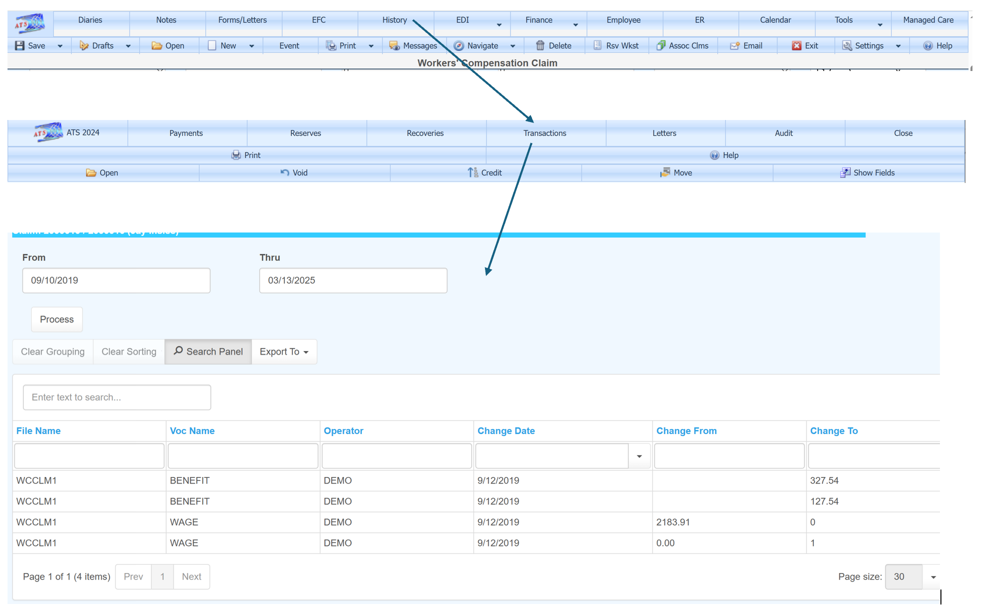 ATS Diaries Notes Forms/Letters EFC History EDI Finance Employee ER Calendar Tools Managed Care
Save Drafts Open New Event Print Messages Navigate Delete Rsv Wkst Assoc Clms Email Exit Settings Help
Workers' Compensation Claim
ATS ATS 2024 Payments Reserves Recoveries Transactions Letters Audit Close
Print Help
Open Void Credit Move Show Fields
From Thru
09/10/2019 03/13/2025
Process
Clear Grouping Clear Sorting Search Panel Export To
Enter text to search...
File Name Voc Name Operator Change Date Change From Change To
WCCLM1 BENEFIT DEMO 9/12/2019 327.54
WCCLM1 BENEFIT DEMO 9/12/2019 127.54
WCCLM1 WAGE DEMO 9/12/2019 2183.91 0
WCCLM1 WAGE DEMO 9/12/2019 0.00 1
Page 1 of 1 (4 items) Prev 1 Next Page size: 30